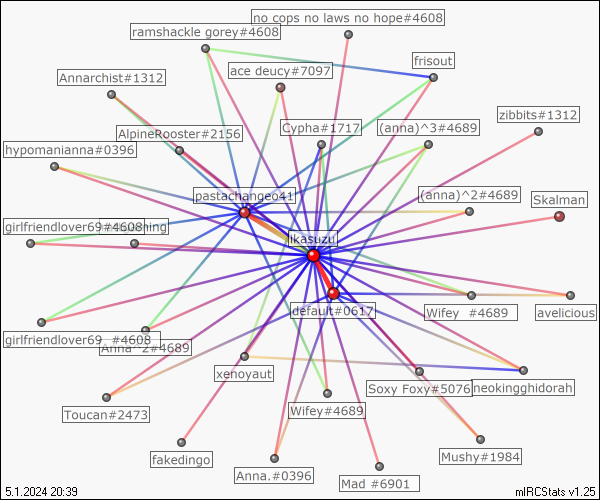 no cops no laws no hope#4608
ramshackle gorey#4608
frisout
ace deucy#7097
Annarchist#1312
zibbits#1312
AlpineRooster#2156
Cypha#1717
(anna)^3#4689
hypomanianna#0396
pastachangeo41
(anna)^2#4689
Skalman
girlfriendlover69 #4608
ikasuzu
default#0617
Wifey #4689
avelicious
girlfriendlover69 #4608
Anna^2#4689
xenoyaut
Soxy Foxy#5076
neokingghidorah
Toucan#2473
Wifey#4689
fakedingo
Anna.#0396
Mad #6901
Mushy#1984
5.1.2024 20:39
mIRCStats v1.25